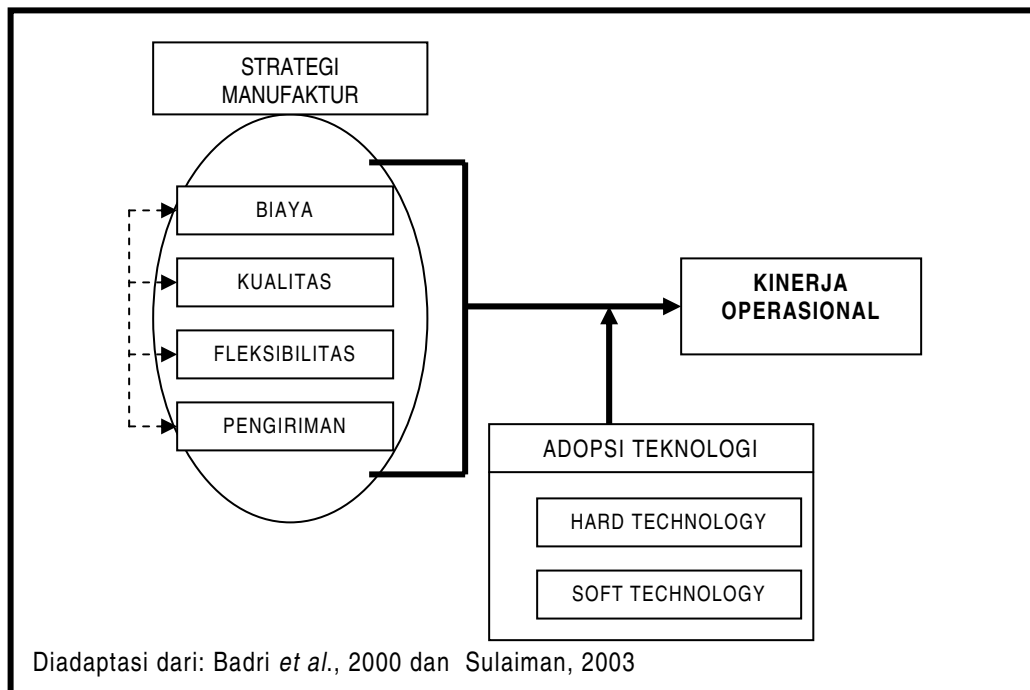 STRATEGI
MANUFAKTUR
BIAYA
KUALITAS
FLEKSIBILITAS
PENGIRIMAN
KINERJA
OPERASIONAL
ADOPSI TEKNOLOGI
HARD TECHNOLOGY
SOFT TECHNOLOGY
Diadaptasi dari: Badri et al., 2000 dan Sulaiman, 2003